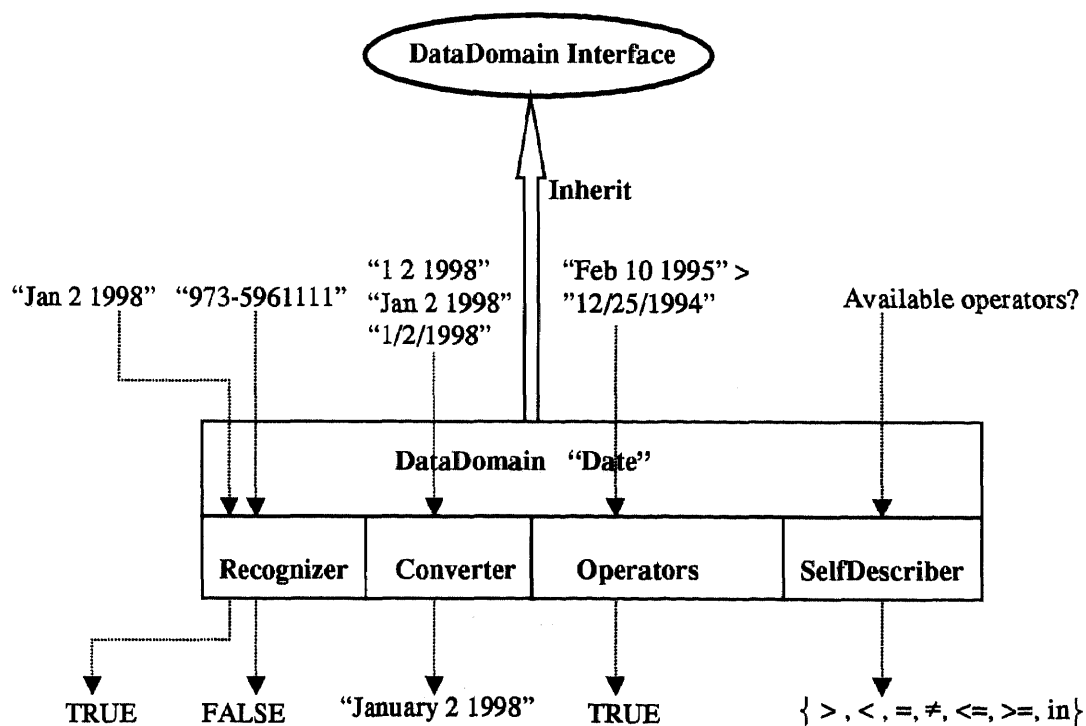 DataDomain Interface
Inherit
“1 2 1998”
“Feb 10 1995” >
“Jan 2 1998” “973-5961111” “Jan 2 1998” ”12/25/1994” Available operators?
“1/2/1998”
DataDomain “Date”
Recognizer Converter Operators SelfDescriber
TRUE FALSE “January 2 1998” TRUE { > , < , =, ≠, <=, >=, in}